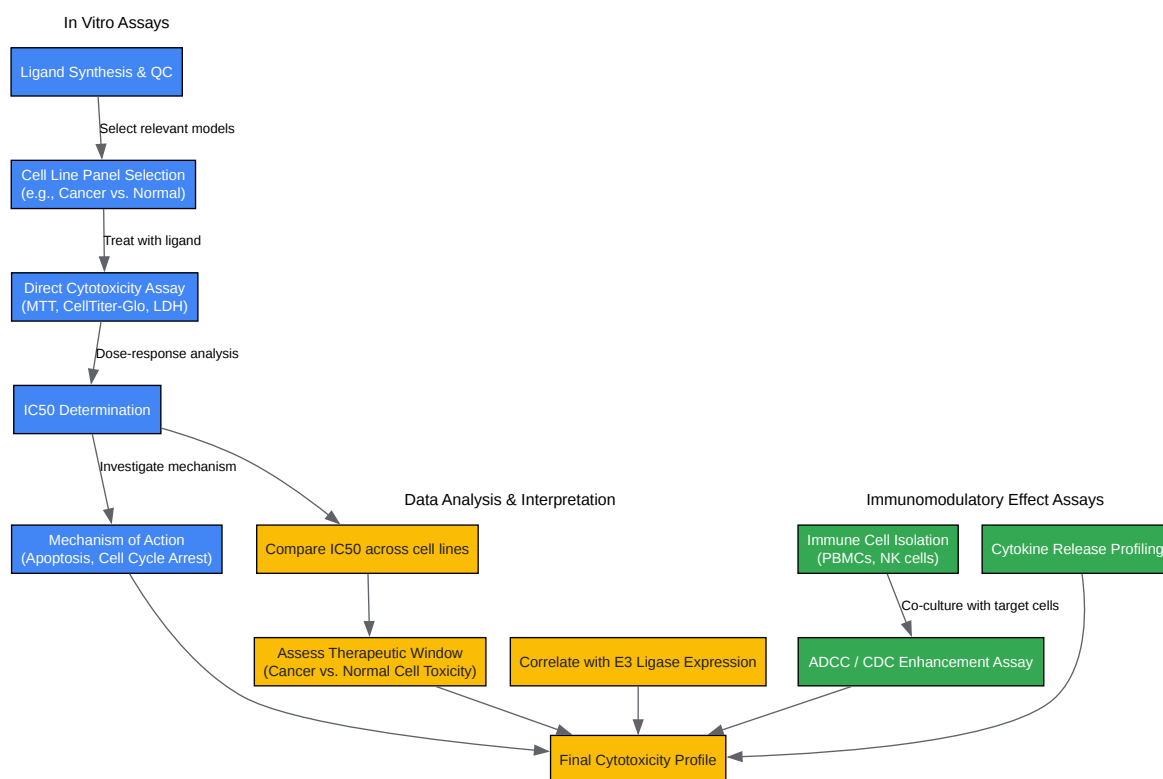 In Vitro Assays
Ligand Synthesis & QC
Select relevant models
Cell Line Panel Selection
(e.g., Cancer vs. Normal)
Treat with ligand
Direct Cytotoxicity Assay
(MTT, CellTiter-Glo, LDH)
Dose-response analysis
IC50 Determination
Investigate mechanism
Mechanism of Action
(Apoptosis, Cell Cycle Arrest)
Data Analysis & Interpretation
Compare IC50 across cell lines
Assess Therapeutic Window
(Cancer vs. Normal Cell Toxicity)
Correlate with E3 Ligase Expression
Immunomodulatory Effect Assays
Immune Cell Isolation
(PBMCs, NK cells)
Cytokine Release Profiling
Co-culture with target cells
ADCC / CDC Enhancement Assay
Final Cytotoxicity Profile